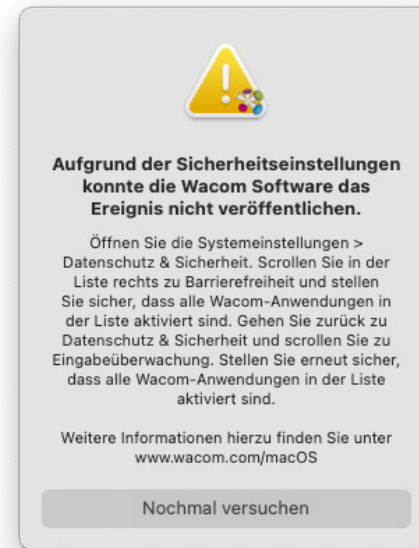 Aufgrund der Sicherheitseinstellungen
konnte die Wacom Software das
Ereignis nicht veröffentlichen.
Öffnen Sie die Systemeinstellungen >
Datenschutz & Sicherheit. Scrollen Sie in der
Liste rechts zu Barrierefreiheit und stellen
Sie sicher, dass alle Wacom-Anwendungen in
der Liste aktiviert sind. Gehen Sie zurück zu
Datenschutz & Sicherheit und scrollen Sie zu
Eingabeüberwachung. Stellen Sie erneut sicher,
dass alle Wacom-Anwendungen in der Liste
aktiviert sind.
Weitere Informationen hierzu finden Sie unter
www.wacom.com/macOS
Nochmal versuchen